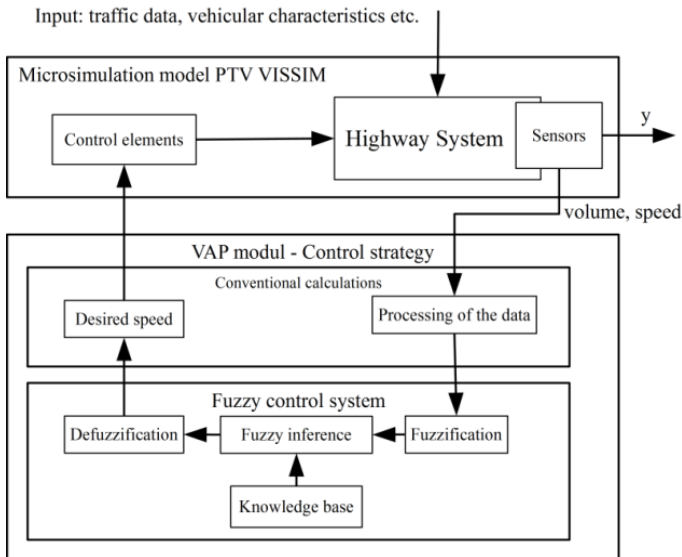 Input: traffic data, vehicular characteristics etc.
Microsimulation model PTV VISSIM
Control elements
Highway System
Sensors
y
volume, speed
VAP modul - Control strategy
Conventional calculations
Desired speed
Processing of the data
Fuzzy control system
Defuzzification
Fuzzy inference
Fuzzification
Knowledge base